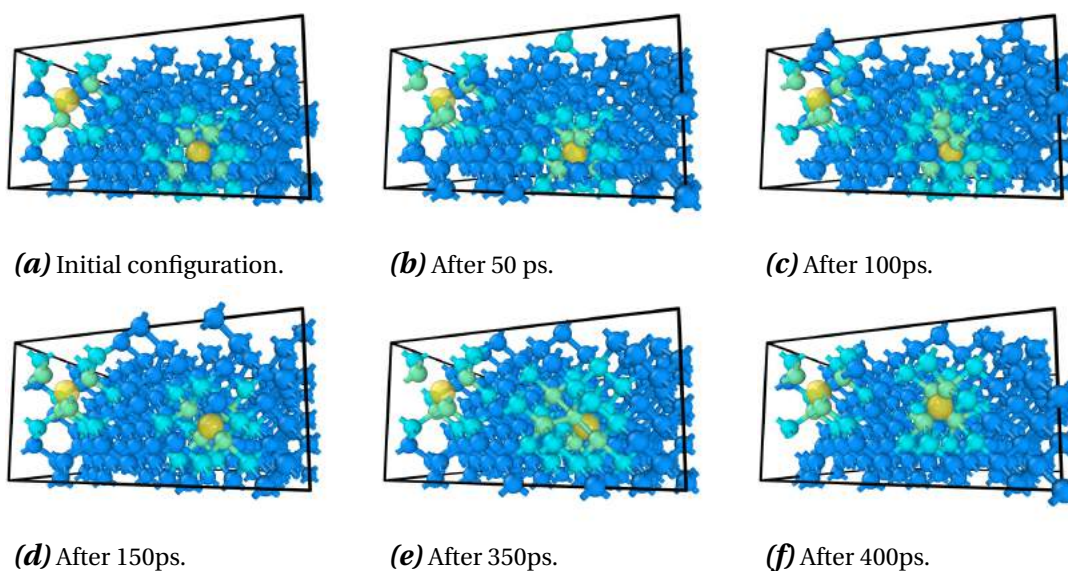 (a) Initial configuration.
(b) After 50 ps.
(c) After 100ps.
(d) After 150ps.
(e) After 350ps.
(f) After 400ps.